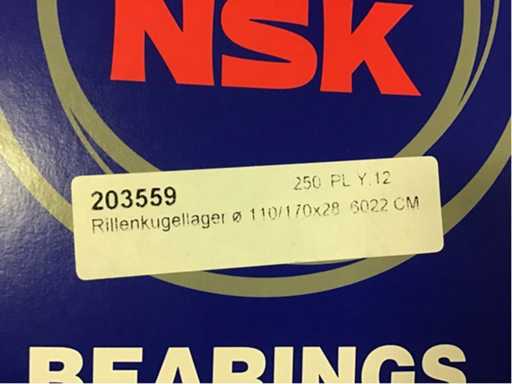 NSK
250 PL Y.12
203559
Rillenkugellager ø 110/170x28 6022 CM
BEARINGS